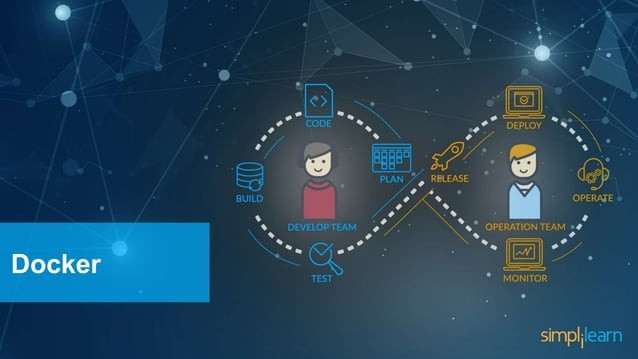 CODE
DEPLOY
PLAN
RELEASE
BUILD
OPERATE
DEVELOP TEAM
OPERATION TEAM
Docker
TEST
MONITOR
simplilearn